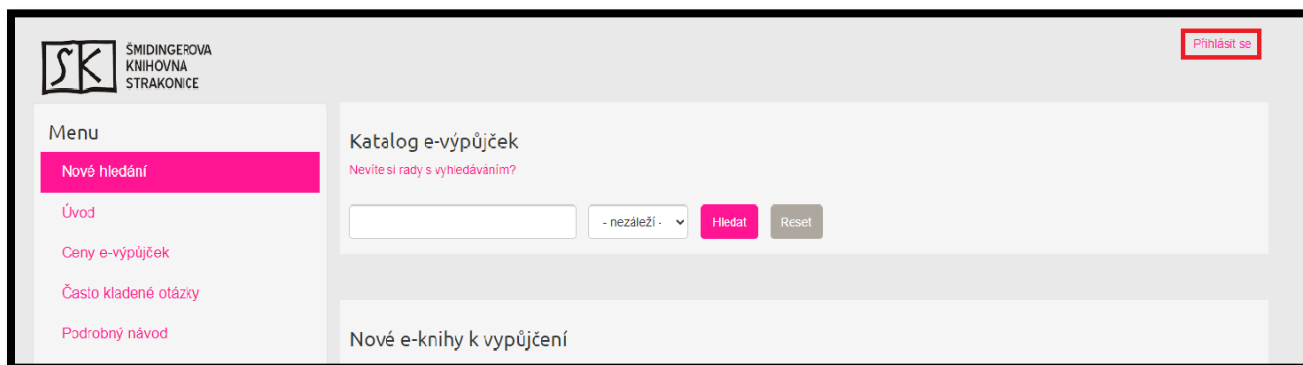 Přihlásit se
SK
ŠMIDINGEROVA
KNIHOVNA
STRAKONICE
Menu
Nové hledání
Úvod
Ceny e-výpůjček
Často kladené otázky
Podrobný návod
Katalog e-výpůjček
Nevíte si rady s vyhledáváním?
- nezáleží -
Hledat
Reset
Nové e-knihy k vypůjčení